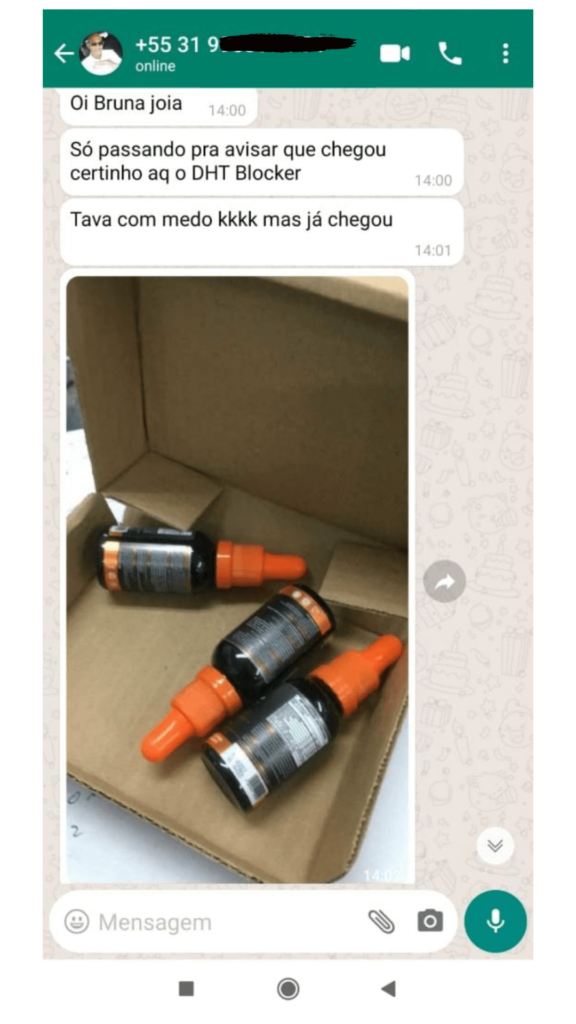 +55 31 9
online
Oi Bruna joia
14:00
Só passando pra avisar que chegou
certinho aq o DHT Blocker
14:00
Tava com medo kkkk mas já chegou
14:01
14:02
Mensagem